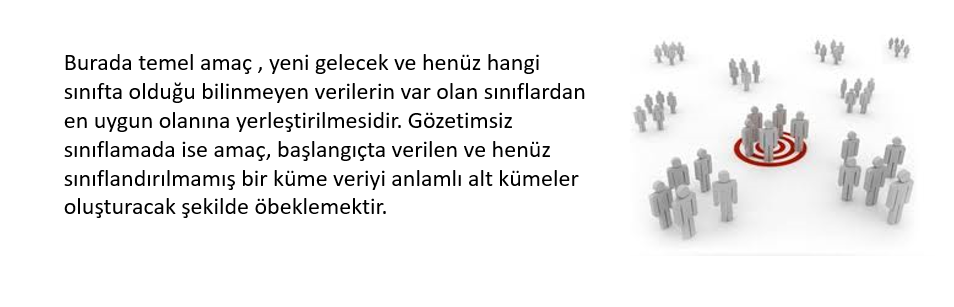 Burada temel amaç , yeni gelecek ve henüz hangi
sınıfta olduğu bilinmeyen verilerin var olan sınıflardan
en uygun olanına yerleştirilmesidir. Gözetimsiz
sınıflamada ise amaç, başlangıçta verilen ve henüz
sınıflandırılmamış bir küme veriyi anlamlı alt kümeler
oluşturacak şekilde öbeklemektir.